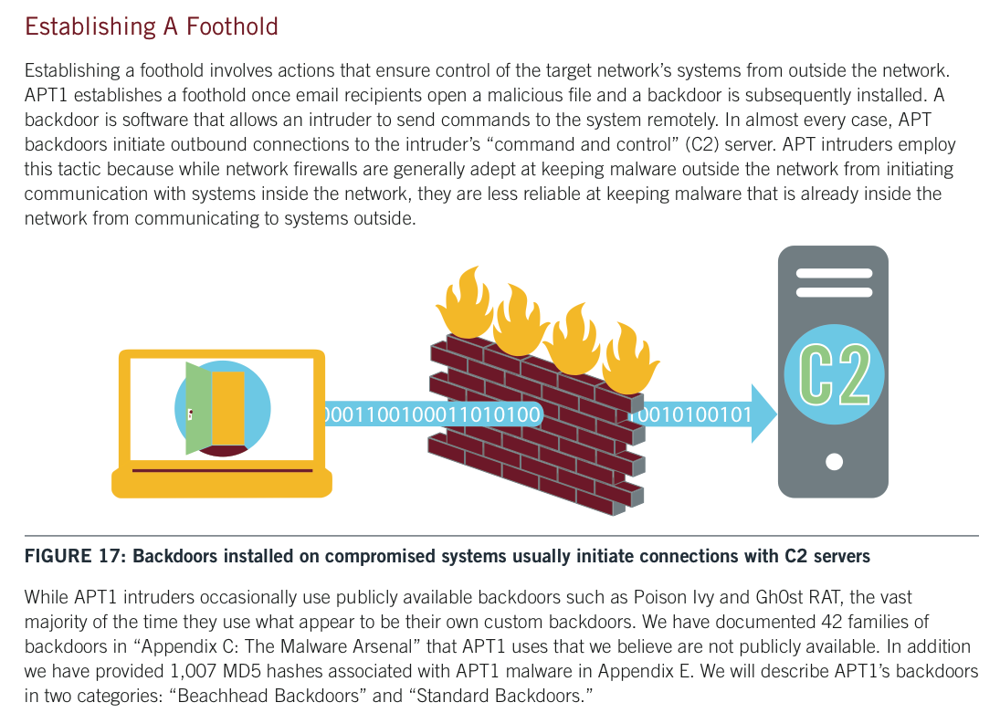 Establishing A Foothold
Establishing a foothold involves actions that ensure control of the target network’s systems from outside the network.
APT1 establishes a foothold once email recipients open a malicious file and a backdoor is subsequently installed. A
backdoor is software that allows an intruder to send commands to the system remotely. In almost every case, APT
backdoors initiate outbound connections to the intruder’s “command and control” (C2) server. APT intruders employ
this tactic because while network firewalls are generally adept at keeping malware outside the network from initiating
communication with systems inside the network, they are less reliable at keeping malware that is already inside the
network from communicating to systems outside.
C2
000110010001101010​0
10010100101
FIGURE 17: Backdoors installed on compromised systems usually initiate connections with C2 servers
While APT1 intruders occasionally use publicly available backdoors such as Poison Ivy and Gh0st RAT, the vast
majority of the time they use what appear to be their own custom backdoors. We have documented 42 families of
backdoors in “Appendix C: The Malware Arsenal” that APT1 uses that we believe are not publicly available. In addition
we have provided 1,007 MD5 hashes associated with APT1 malware in Appendix E. We will describe APT1’s backdoors
in two categories: “Beachhead Backdoors” and “Standard Backdoors.”